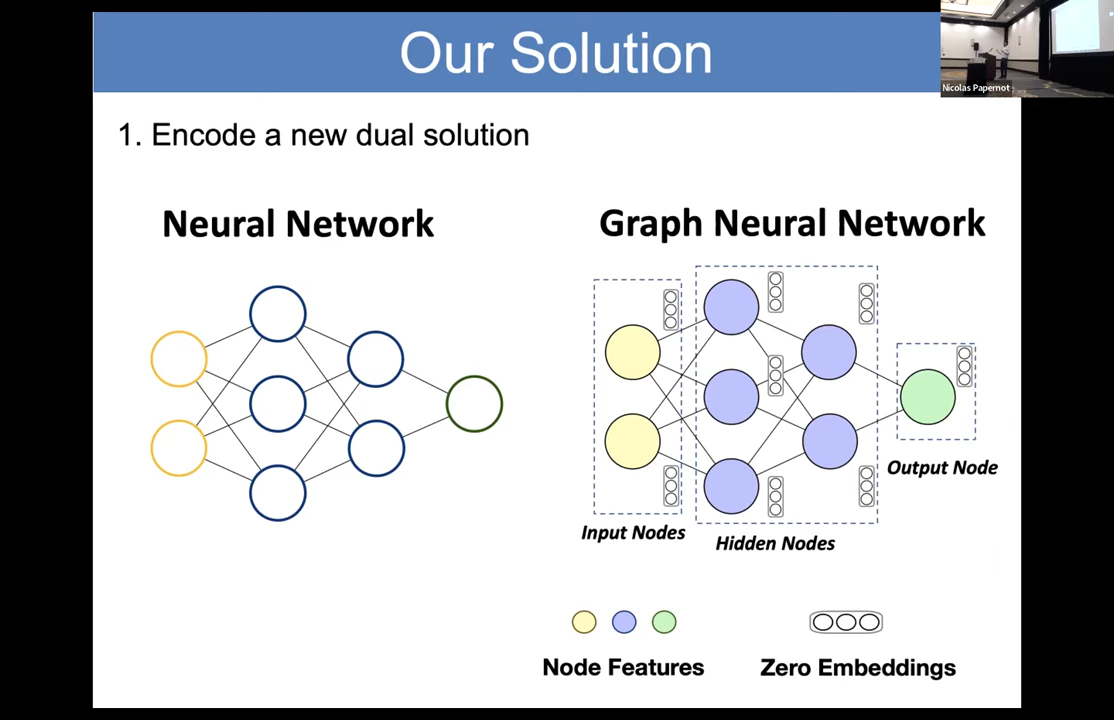 Our Solution
Nicolas Papernot
1. Encode a new dual solution
Neural Network
Graph Neural Network
Input Nodes
Hidden Nodes
Output Node
Node Features
Zero Embeddings